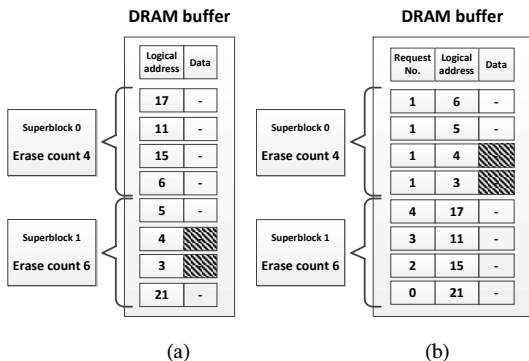 DRAM buffer
Logical address Data
17 -
11 -
15 -
6 -
5 -
4
3
21 -
Superblock 0
Erase count 4
Superblock 1
Erase count 6
(a)
DRAM buffer
Request No. Logical address Data
1 6 -
1 5 -
1 4
1 3
4 17 -
3 11 -
2 15 -
0 21 -
Superblock 0
Erase count 4
Superblock 1
Erase count 6
(b)